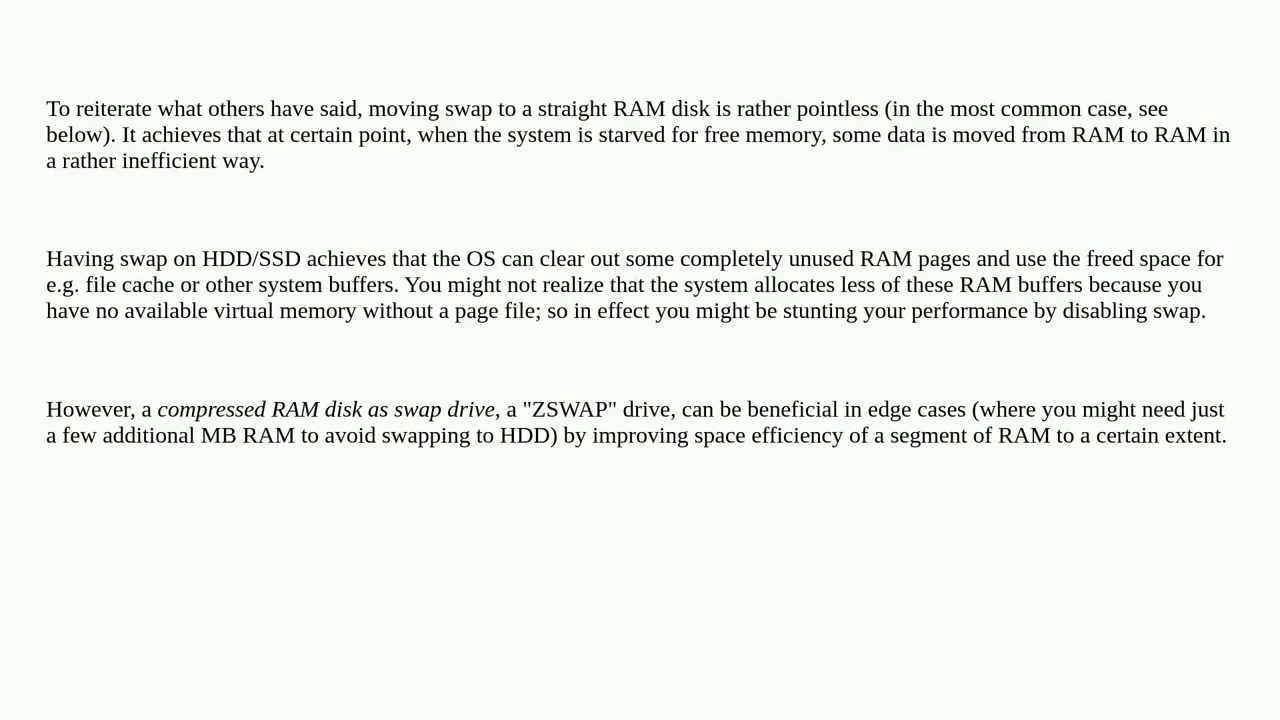 To reiterate what others have said, moving swap to a straight RAM disk is rather pointless (in the most common case, see
below). It achieves that at certain point, when the system is starved for free memory, some data is moved from RAM to RAM in
a rather inefficient way.
Having swap on HDD/SSD achieves that the OS can clear out some completely unused RAM pages and use the freed space for
e.g. file cache or other system buffers. You might not realize that the system allocates less of these RAM buffers because you
have no available virtual memory without a page file; so in effect you might be stunting your performance by disabling swap.
However, a compressed RAM disk as swap drive, a "ZSWAP" drive, can be beneficial in edge cases (where you might need just
a few additional MB RAM to avoid swapping to HDD) by improving space efficiency of a segment of RAM to a certain extent.